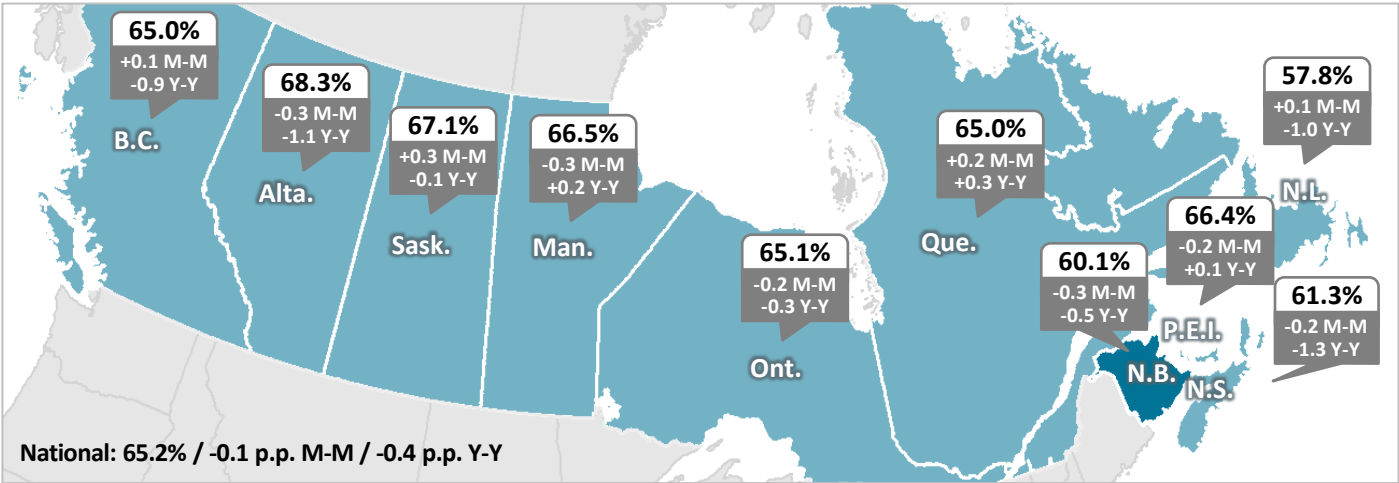 65.0%
+0.1 M-M
-0.9 Y-Y
B.C.
68.3%
-0.3 M-M
-1.1 Y-Y
Alta.
67.1%
+0.3 M-M
-0.1 Y-Y
Sask.
66.5%
-0.3 M-M
+0.2 Y-Y
Man.
65.1%
-0.2 M-M
-0.3 Y-Y
Ont.
65.0%
+0.2 M-M
+0.3 Y-Y
Que.
57.8%
+0.1 M-M
-1.0 Y-Y
N.L.
66.4%
-0.2 M-M
+0.1 Y-Y
P.E.I.
60.1%
-0.3 M-M
-0.5 Y-Y
N.B.
61.3%
-0.2 M-M
-1.3 Y-Y
N.S.
National: 65.2% / -0.1 p.p. M-M / -0.4 p.p. Y-Y